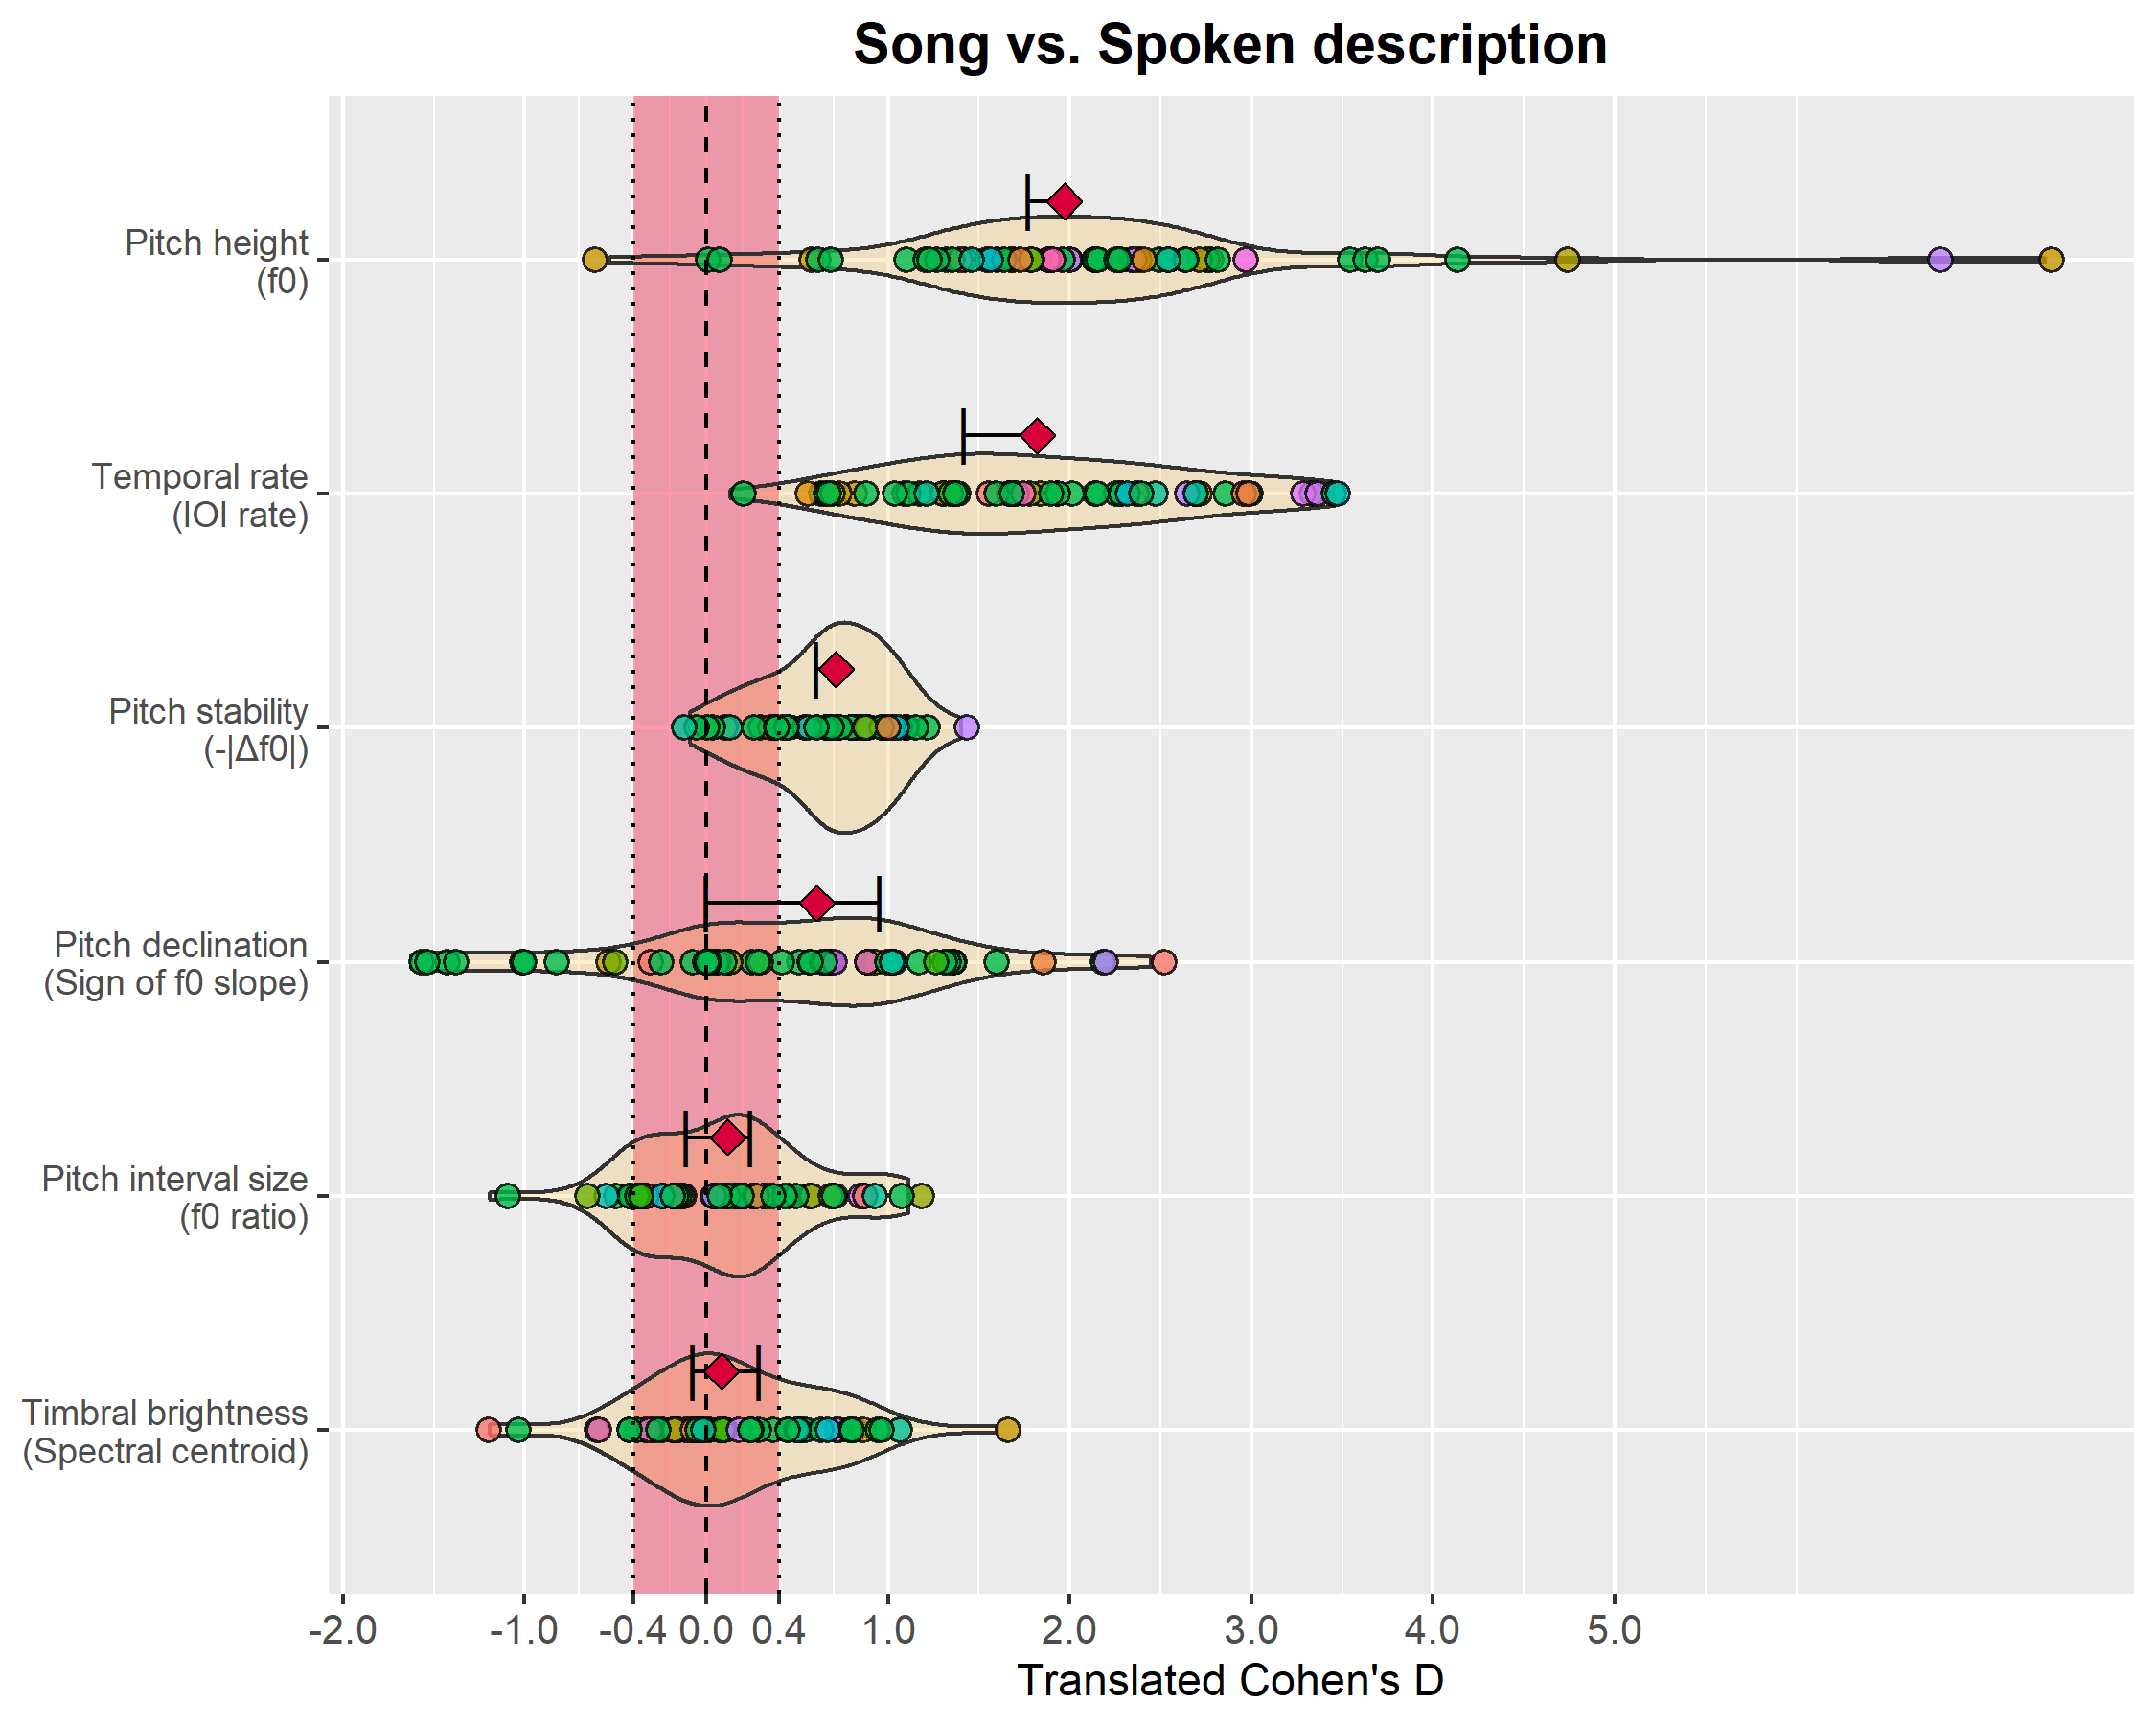 Song vs. Spoken description
Pitch height
(f0)
Temporal rate
(IOI rate)
Pitch stability
(-|Δf0|)
Pitch declination
(Sign of f0 slope)
Pitch interval size
(f0 ratio)
Timbral brightness
(Spectral centroid)
-2.0 -1.0 -0.4 0.0 0.4 1.0 2.0 3.0 4.0 5.0
Translated Cohen's D